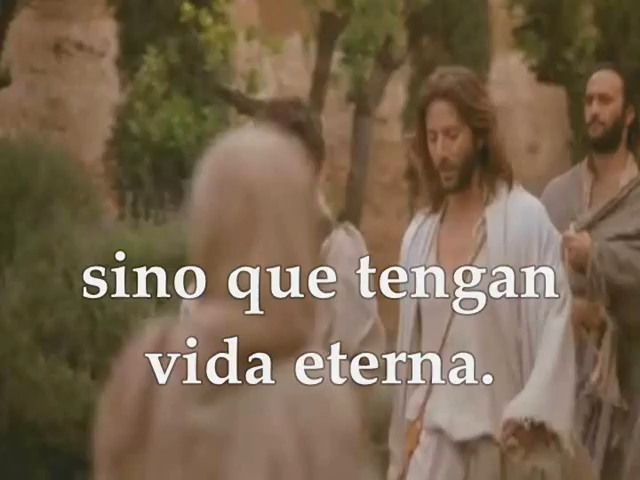 sino que tengan
vida eterna.